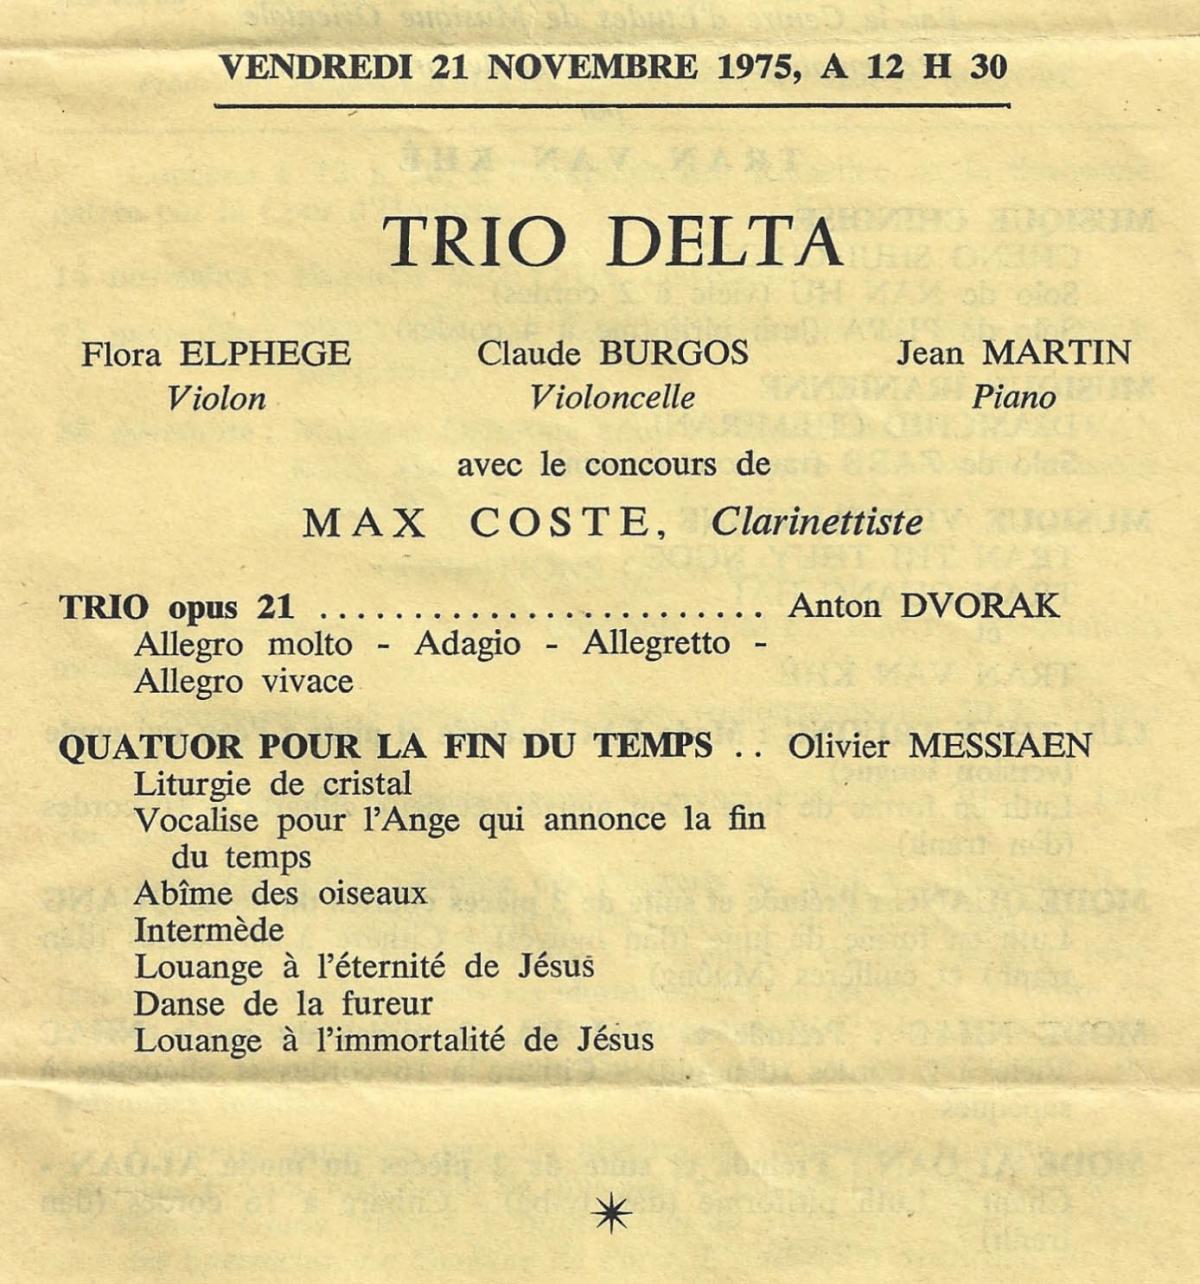 VENDREDI 21 NOVEMBRE 1975, A 12 H 30
TRIO DELTA
Flora ELPHEGE Claude BURGOS Jean MARTIN
Violon Violoncelle Piano
avec le concours de
MAX COSTE, Clarinettiste
TRIO opus 21 ........................ Anton DVORAK
Allegro molto - Adagio - Allegretto -
Allegro vivace
QUATUOR POUR LA FIN DU TEMPS .. Olivier MESSIAEN
Liturgie de cristal
Vocalise pour l'Ange qui annonce la fin
du temps
Abîme des oiseaux
Intermède
Louange à l'éternité de Jésus
Danse de la fureur
Louange à l'immortalité de Jésus